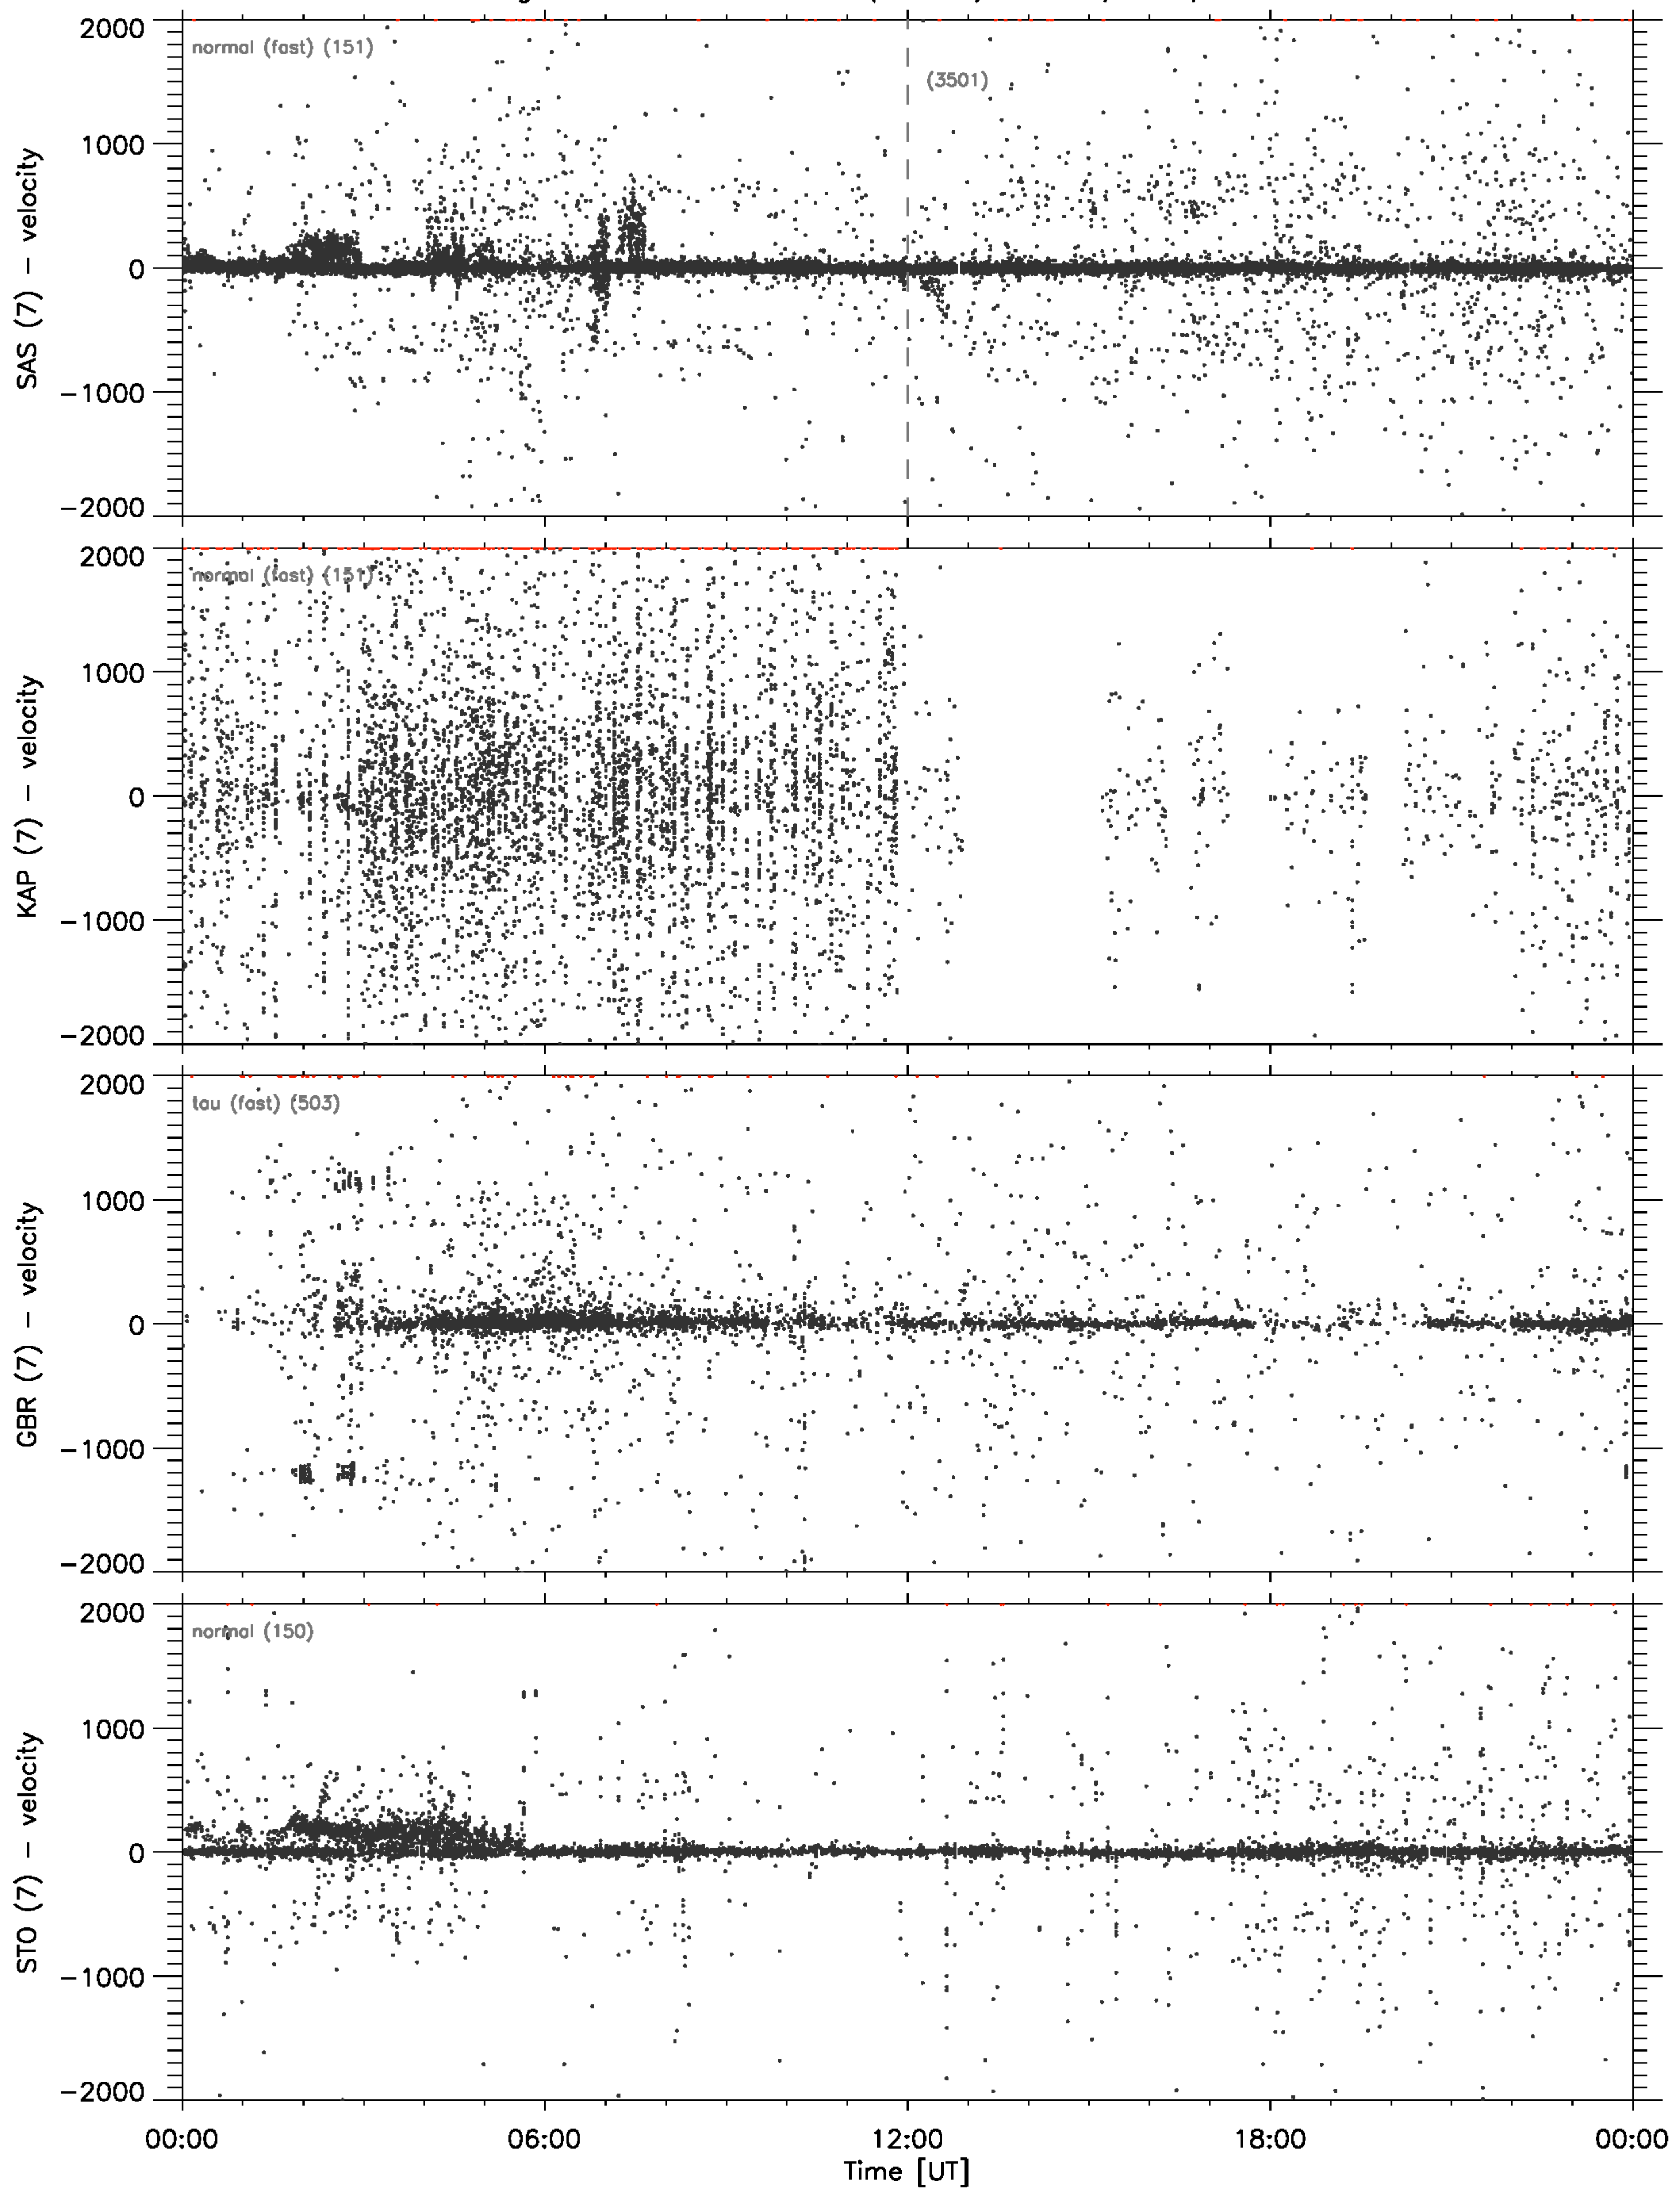 2000
normal (fast) (151)
(3501)
1000
0
−1000
−2000
SAS (7) − velocity
2000
normal (fast) (151)
1000
0
−1000
−2000
KAP (7) − velocity
2000
tau (fast) (503)
1000
0
−1000
−2000
GBR (7) − velocity
2000
normal (150)
1000
0
−1000
−2000
STO (7) − velocity
00:00 06:00 12:00 18:00 00:00
Time [UT]